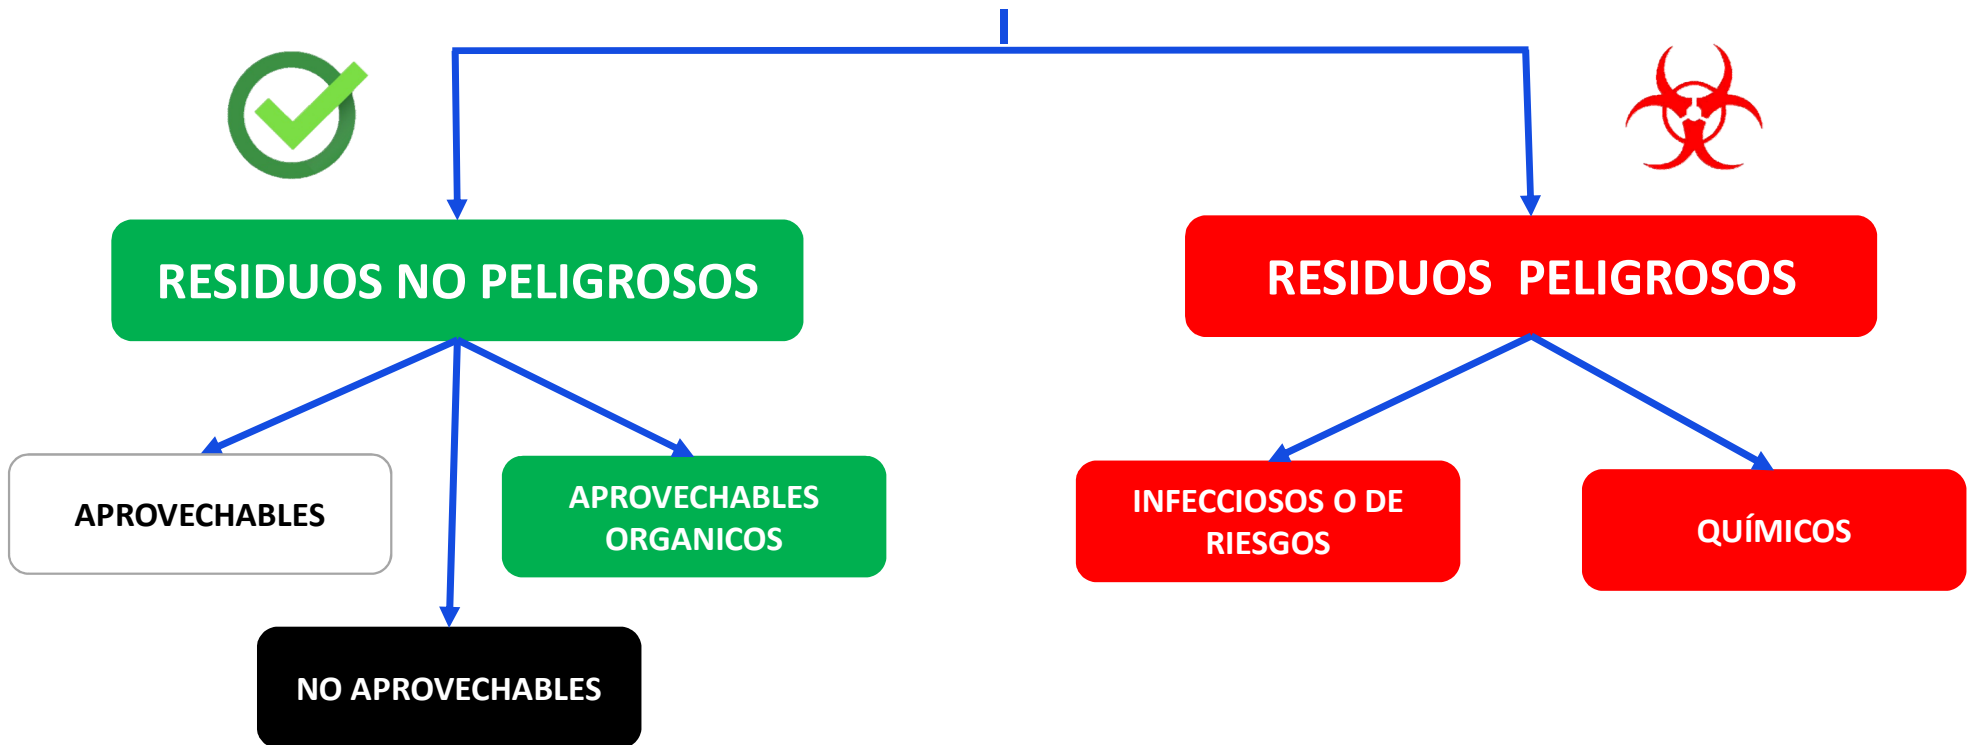 RESIDUOS NO PELIGROSOS
RESIDUOS PELIGROSOS
APROVECHABLES
APROVECHABLES
ORGANICOS
NO APROVECHABLES
INFECCIOSOS O DE
RIESGOS
QUÍMICOS